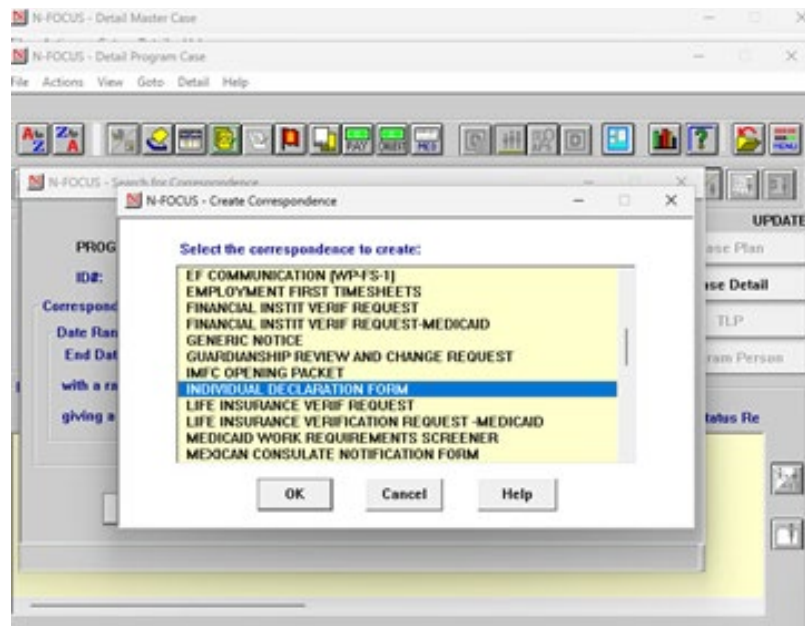 N-FOCUS - Detail Master Case
N-FOCUS - Detail Program Case
File Actions View Goto Detail Help
PAY
MED
MENU
N-FOCUS - Search for Correspondence
N-FOCUS - Create Correspondence
UPDATE
PROG
Select the correspondence to create:
EF COMMUNICATION (WP-FS-1)
EMPLOYMENT FIRST TIMESHEETS
FINANCIAL INSTIT VERIF REQUEST
FINANCIAL INSTIT VERIF REQUEST-MEDICAID
GENERIC NOTICE
GUARDIANSHIP REVIEW AND CHANGE REQUEST
IMFC OPENING PACKET
INDIVIDUAL DECLARATION FORM
LIFE INSURANCE VERIF REQUEST
LIFE INSURANCE VERIFICATION REQUEST -MEDICAID
MEDICAID WORK REQUIREMENTS SCREENER
MEXICAN CONSULATE NOTIFICATION FORM
OK Cancel Help
ID#:
Correspond
Date Ran
End Dat
with a ra
giving a
ase Plan
ase Detail
TLP
ram Person
tatus Re